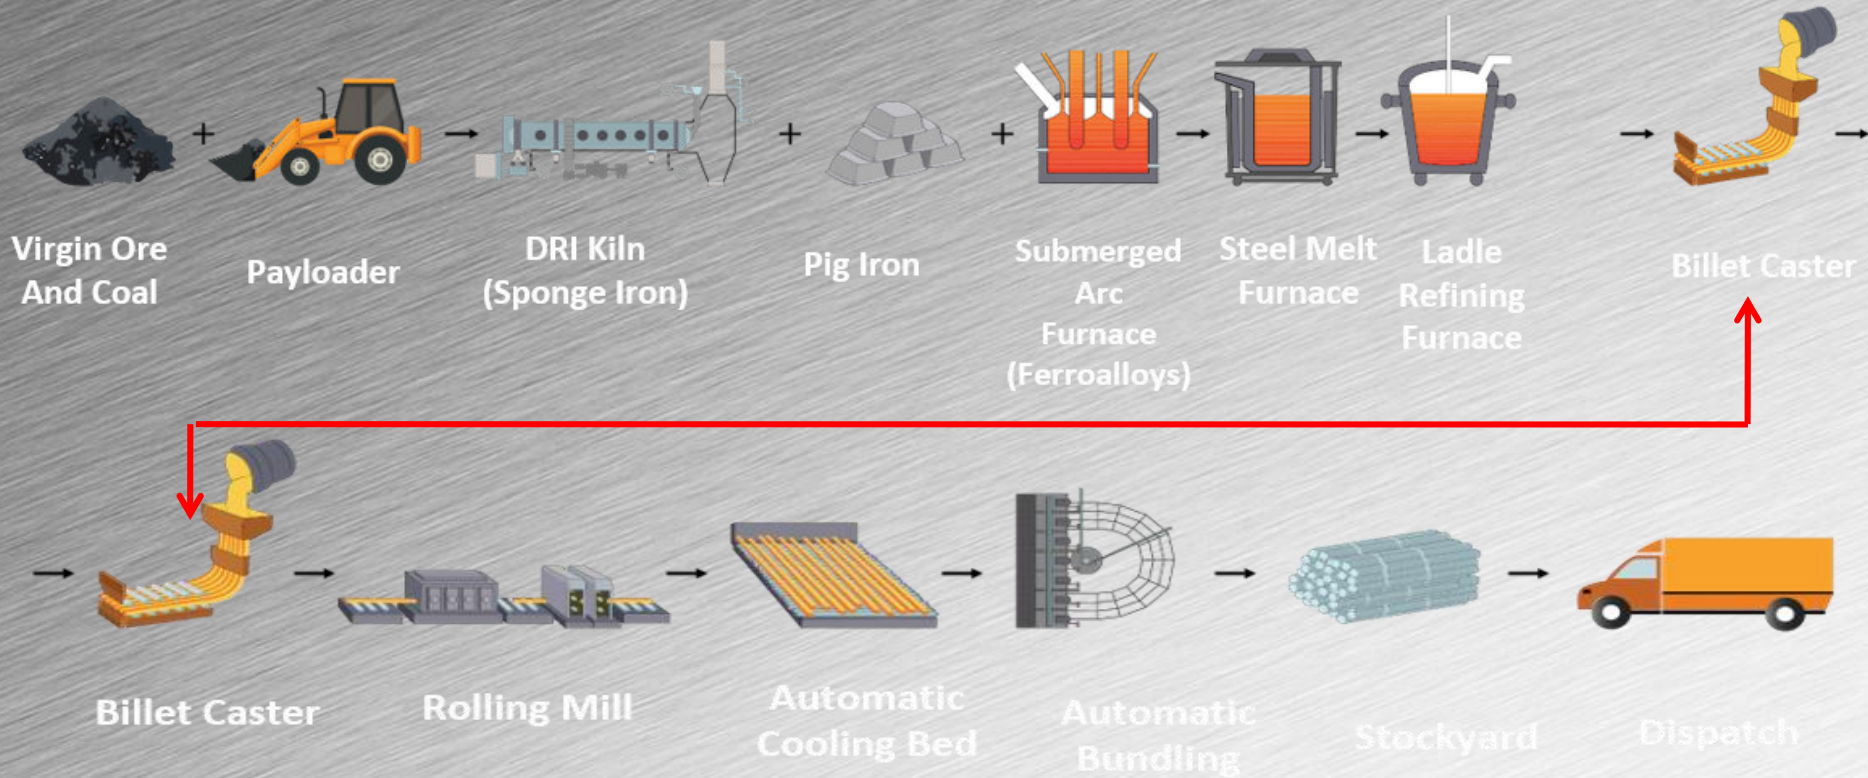 +
+
+
Virgin Ore
And Coal
Payloader
DRI Kiln
(Sponge Iron)
Pig Iron
Submerged
Arc
Furnace
(Ferroalloys)
Steel Melt
Furnace
Ladle
Refining
Furnace
Billet Caster
Billet Caster
Rolling Mill
Automatic
Cooling Bed
Automatic
Bundling
Stockyard
Dispatch